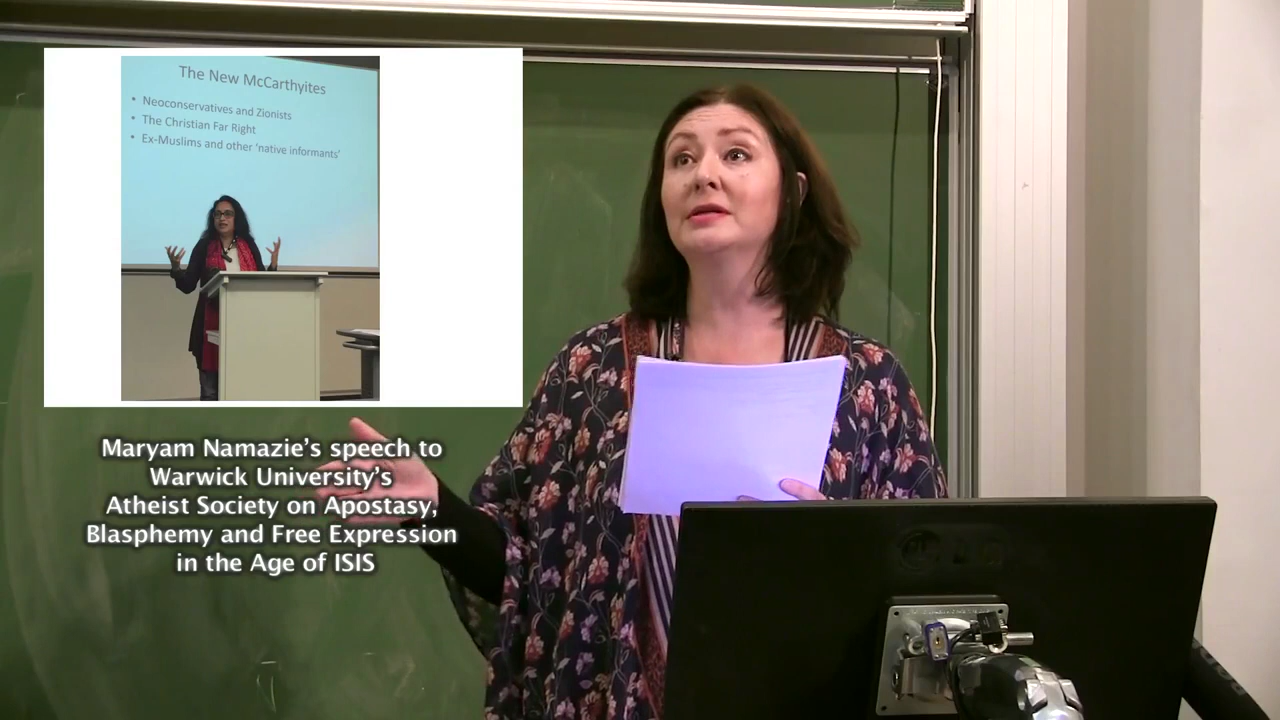 The New McCarthyites
• Neoconservatives and Zionists
• The Christian Far Right
• Ex-Muslims and other 'native informants'
Maryam Namazie's speech to
Warwick University's
Atheist Society on Apostasy,
Blasphemy and Free Expression
in the Age of ISIS